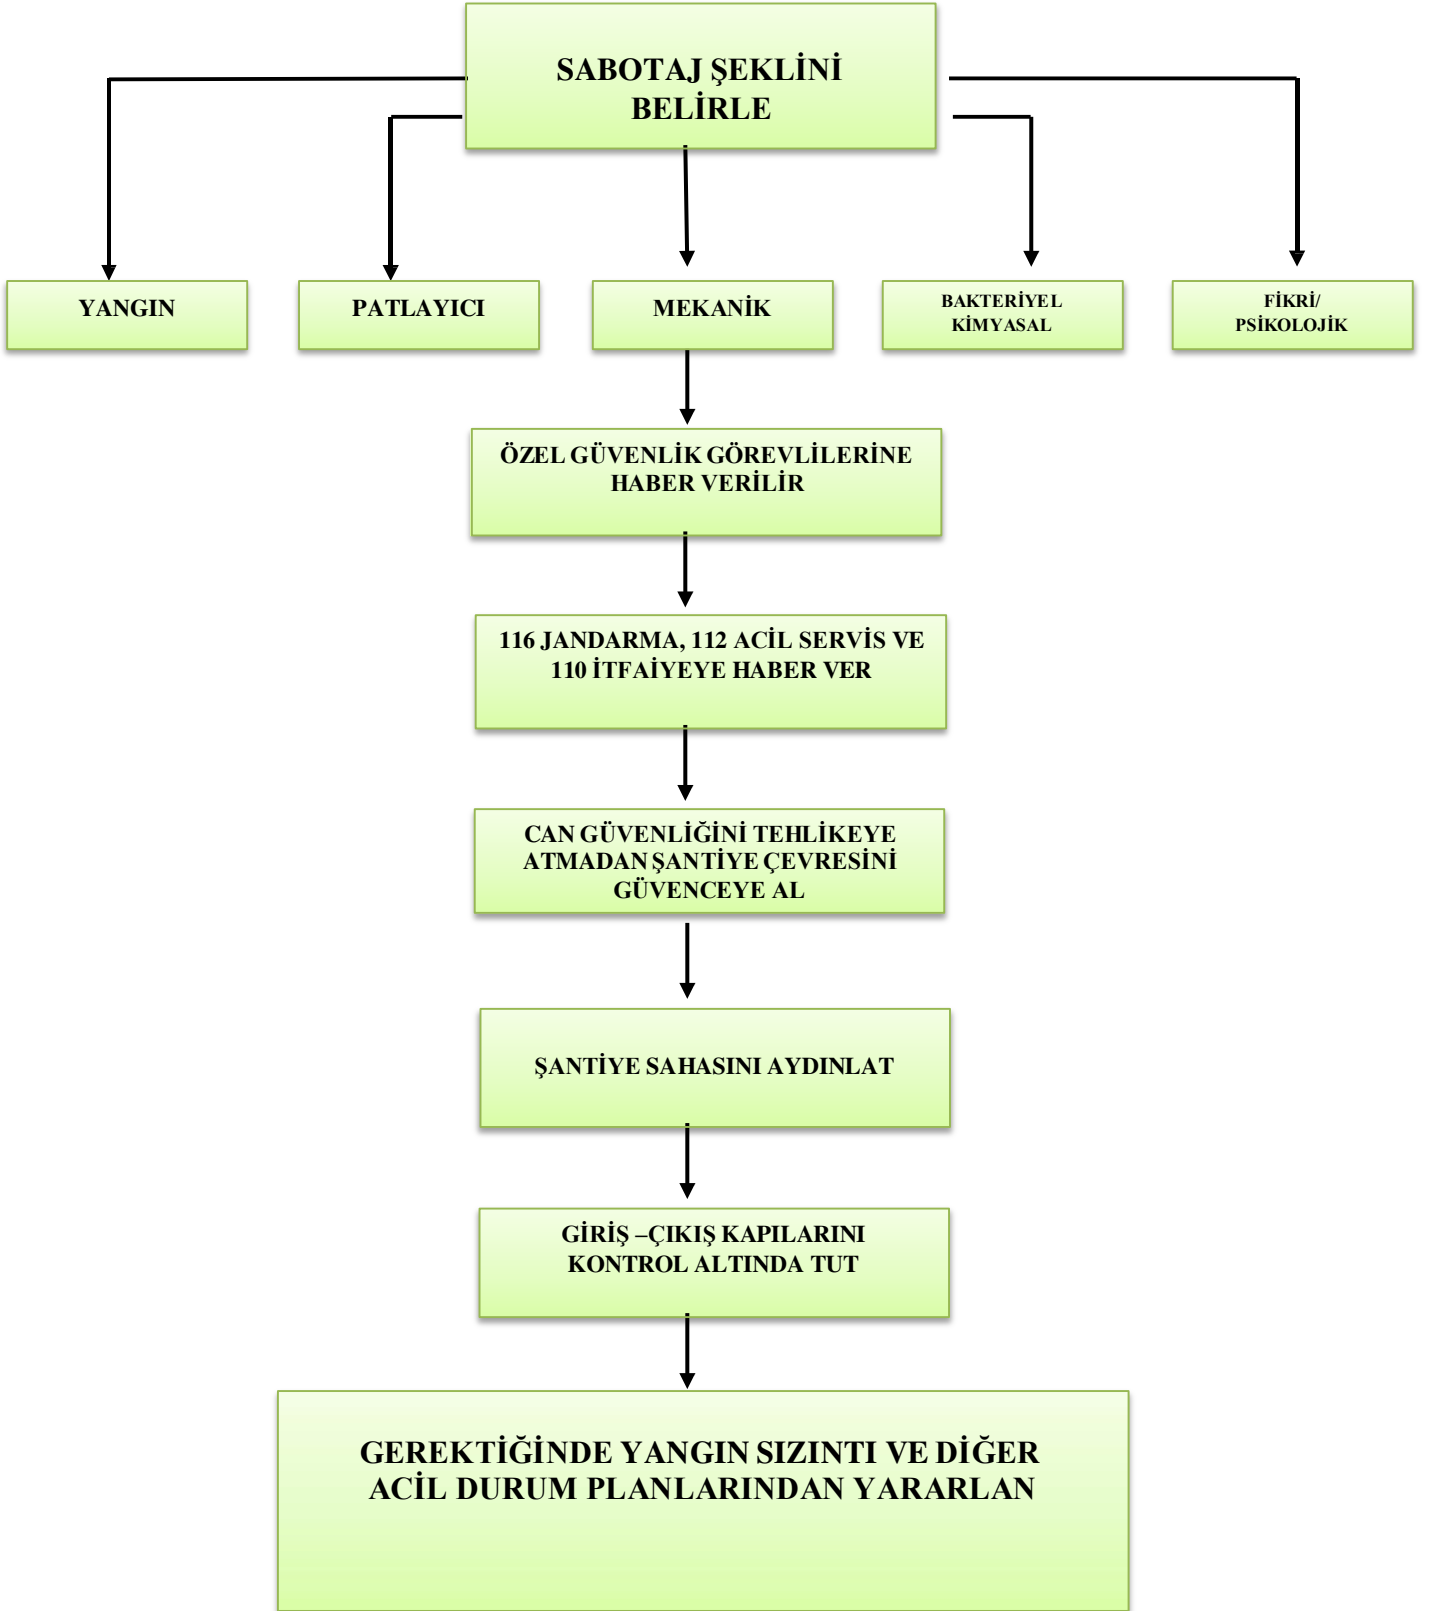 SABOTAJ ŞEKLİNİ
BELİRLE
YANGIN
PATLAYICI
MEKANİK
BAKTERİYEL
KİMYASAL
FİKRİ/
PSİKOLOJİK
ÖZEL GÜVENLİK GÖREVLİLERİNE
HABER VERİLİR
116 JANDARMA, 112 ACİL SERVİS VE
110 İTFAİYEYE HABER VER
CAN GÜVENLİĞİNİ TEHLİKEYE
ATMADAN ŞANTİYE ÇEVRESİNİ
GÜVENCEYE AL
ŞANTİYE SAHASINI AYDINLAT
GİRİŞ –ÇIKIŞ KAPILARINI
KONTROL ALTINDA TUT
GEREKTİĞİNDE YANGIN SIZINTI VE DİĞER
ACİL DURUM PLANLARINDAN YARARLAN